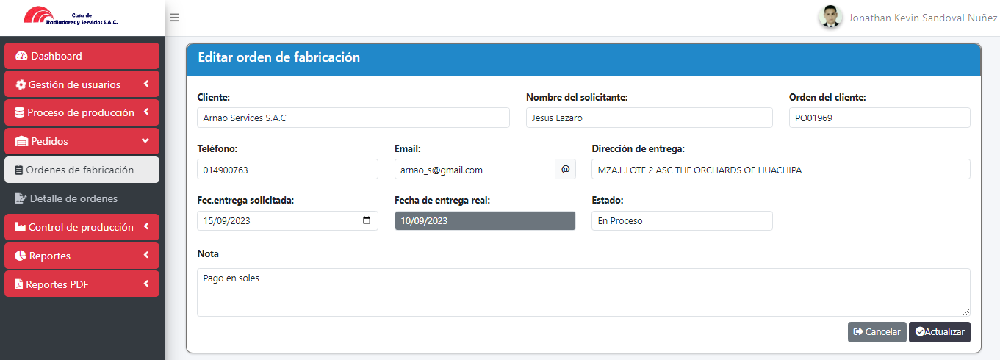 Casa de
Radiadores y Servicios S.A.C.
Jonathan Kevin Sandoval Nuñez
Dashboard
Gestión de usuarios
Proceso de producción
Pedidos
Ordenes de fabricación
Detalle de ordenes
Control de producción
Reportes
Reportes PDF
Editar orden de fabricación
Cliente: Nombre del solicitante: Orden del cliente:
Arnao Services S.A.C Jesus Lazaro PO01969
Teléfono: Email: Dirección de entrega:
014900763 arnao_s@gmail.com @ MZA.L.LOTE 2 ASC THE ORCHARDS OF HUACHIPA
Fec.entrega solicitada: Fecha de entrega real: Estado:
15/09/2023 10/09/2023 En Proceso
Nota
Pago en soles
Cancelar Actualizar